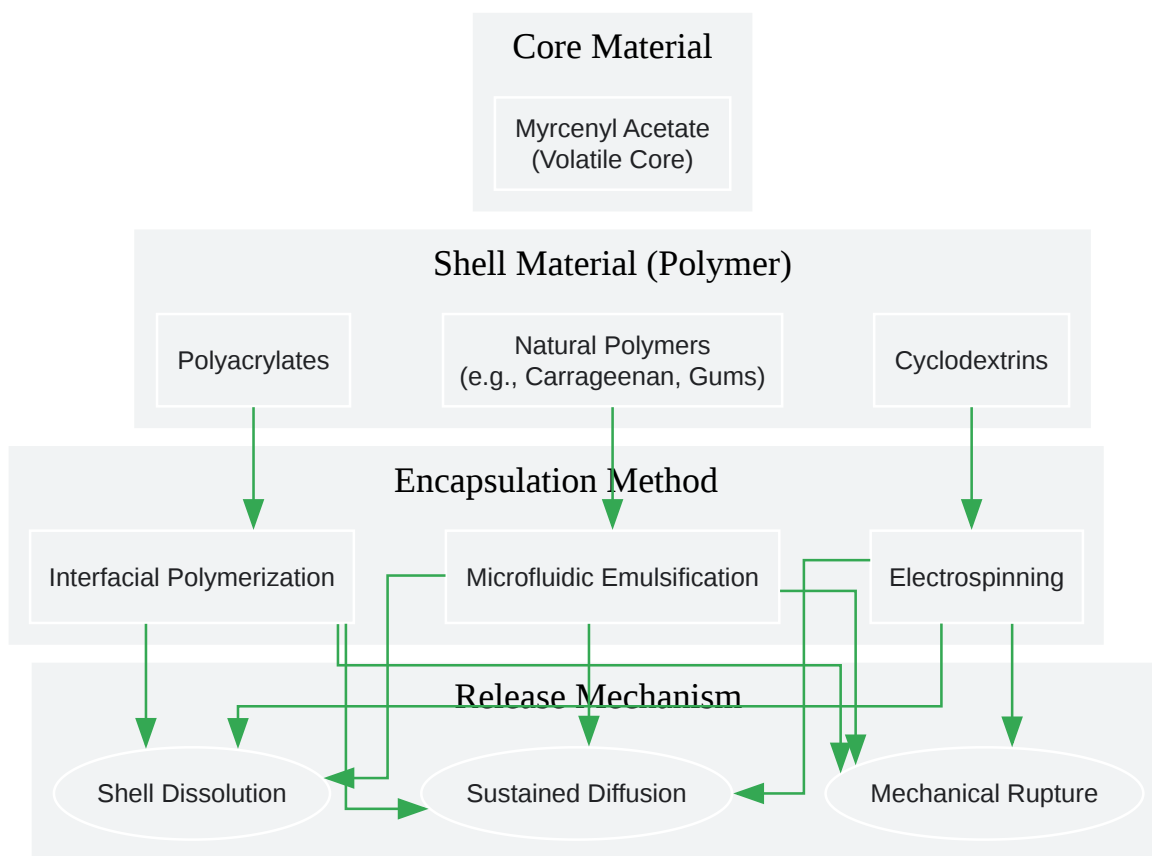 Core Material
Myrcenyl Acetate
(Volatile Core)
Shell Material (Polymer)
Polyacrylates
Natural Polymers
(e.g., Carrageenan, Gums)
Cyclodextrins
Encapsulation Method
Interfacial Polymerization
Microfluidic Emulsification
Electrospinning
Release Mechanism
Shell Dissolution
Sustained Diffusion
Mechanical Rupture